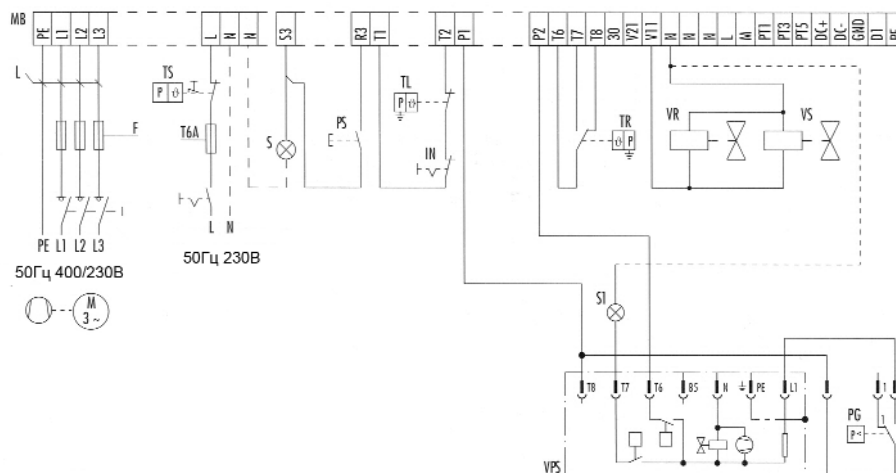 MB PE L1 L2 L3 L N N S3 R3 T1 T2 P1 P2 T6 T7 T8 30 V21 V11 N N N L M PT1 PT3 PT5 DC+ DC- GND D1
L
TS
P ϑ
TL
P ϑ
PS
TR
ϑ P
VR
VS
F
T6A
S
IN
I
PE L1 L2 L3
L N
50Гц 400/230В
50Гц 230В
M
3 ~
S1
T8 T7 T6 B5 N PE L1 1
PG
P<
VPS